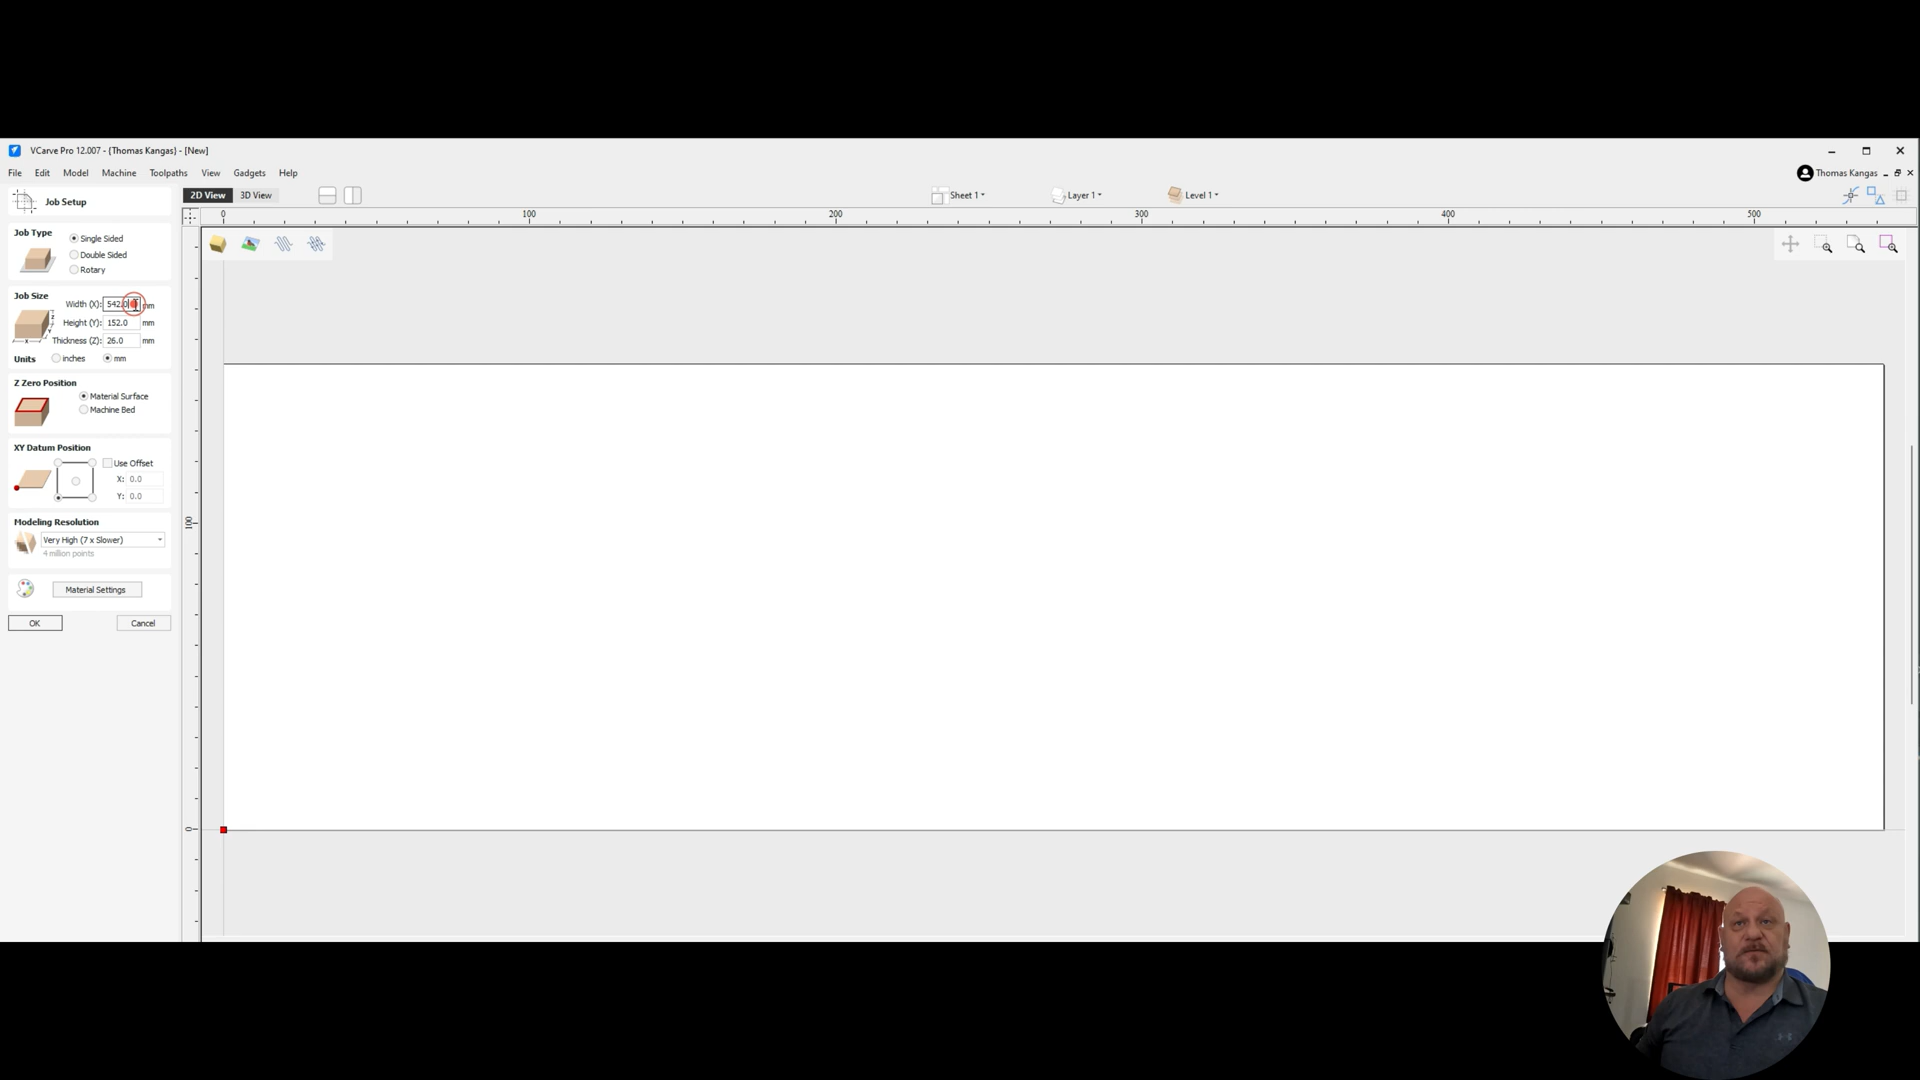 VCarve Pro 12.007 - {Thomas Kangas} - [New]
File Edit Model Machine Toolpaths View Gadgets Help
Thomas Kangas
Job Setup
2D View 3D View
Sheet 1
Layer 1
Level 1
0 100 200 300 400 500
Job Type
Single Sided
Double Sided
Rotary
Job Size
Width (X): 542.0 mm
Height (Y): 152.0 mm
Thickness (Z): 26.0 mm
Units inches mm
Z Zero Position
Material Surface
Machine Bed
XY Datum Position
Use Offset
X: 0.0
Y: 0.0
Modeling Resolution
Very High (7 x Slower)
4 million points
Material Settings
OK Cancel
100
0